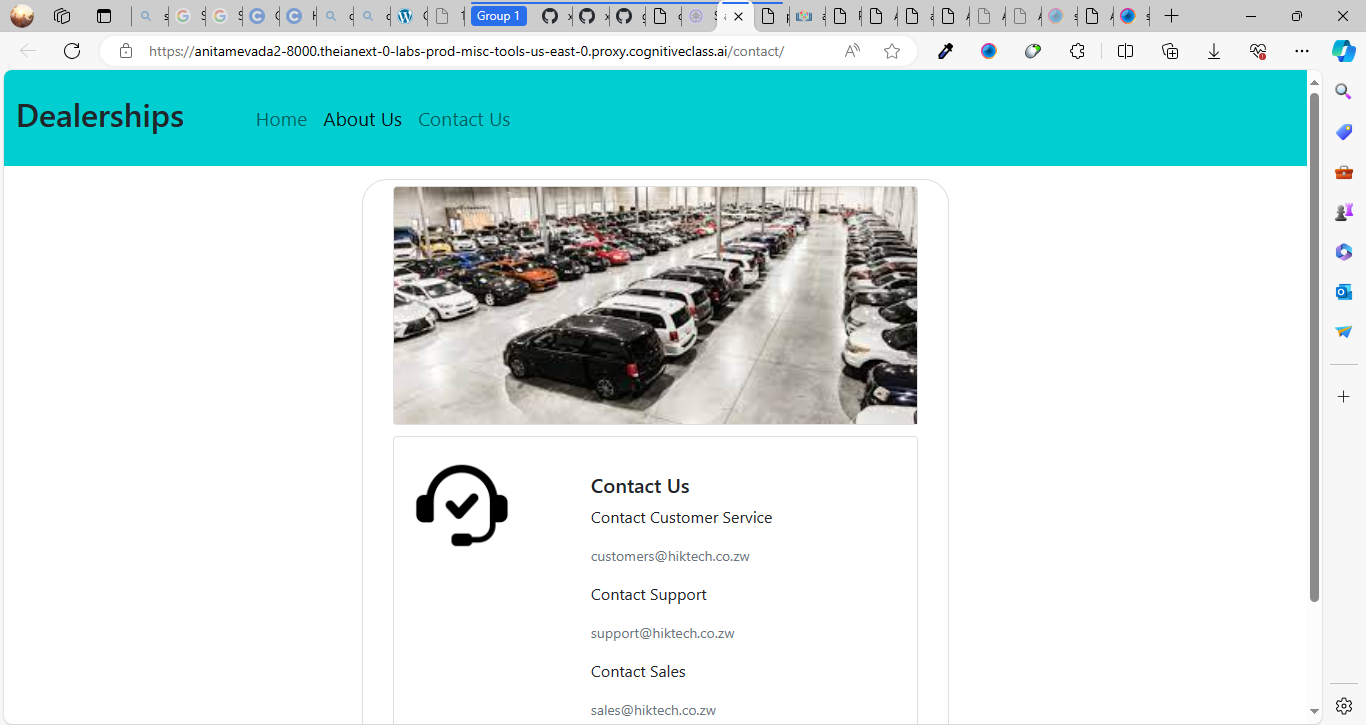 Group 1
https://anitamevada2-8000.theianext-0-labs-prod-misc-tools-us-east-0.proxy.cognitiveclass.ai/contact/
Dealerships
Home
About Us
Contact Us
Contact Us
Contact Customer Service
customers@hiktech.co.zw
Contact Support
support@hiktech.co.zw
Contact Sales
sales@hiktech.co.zw